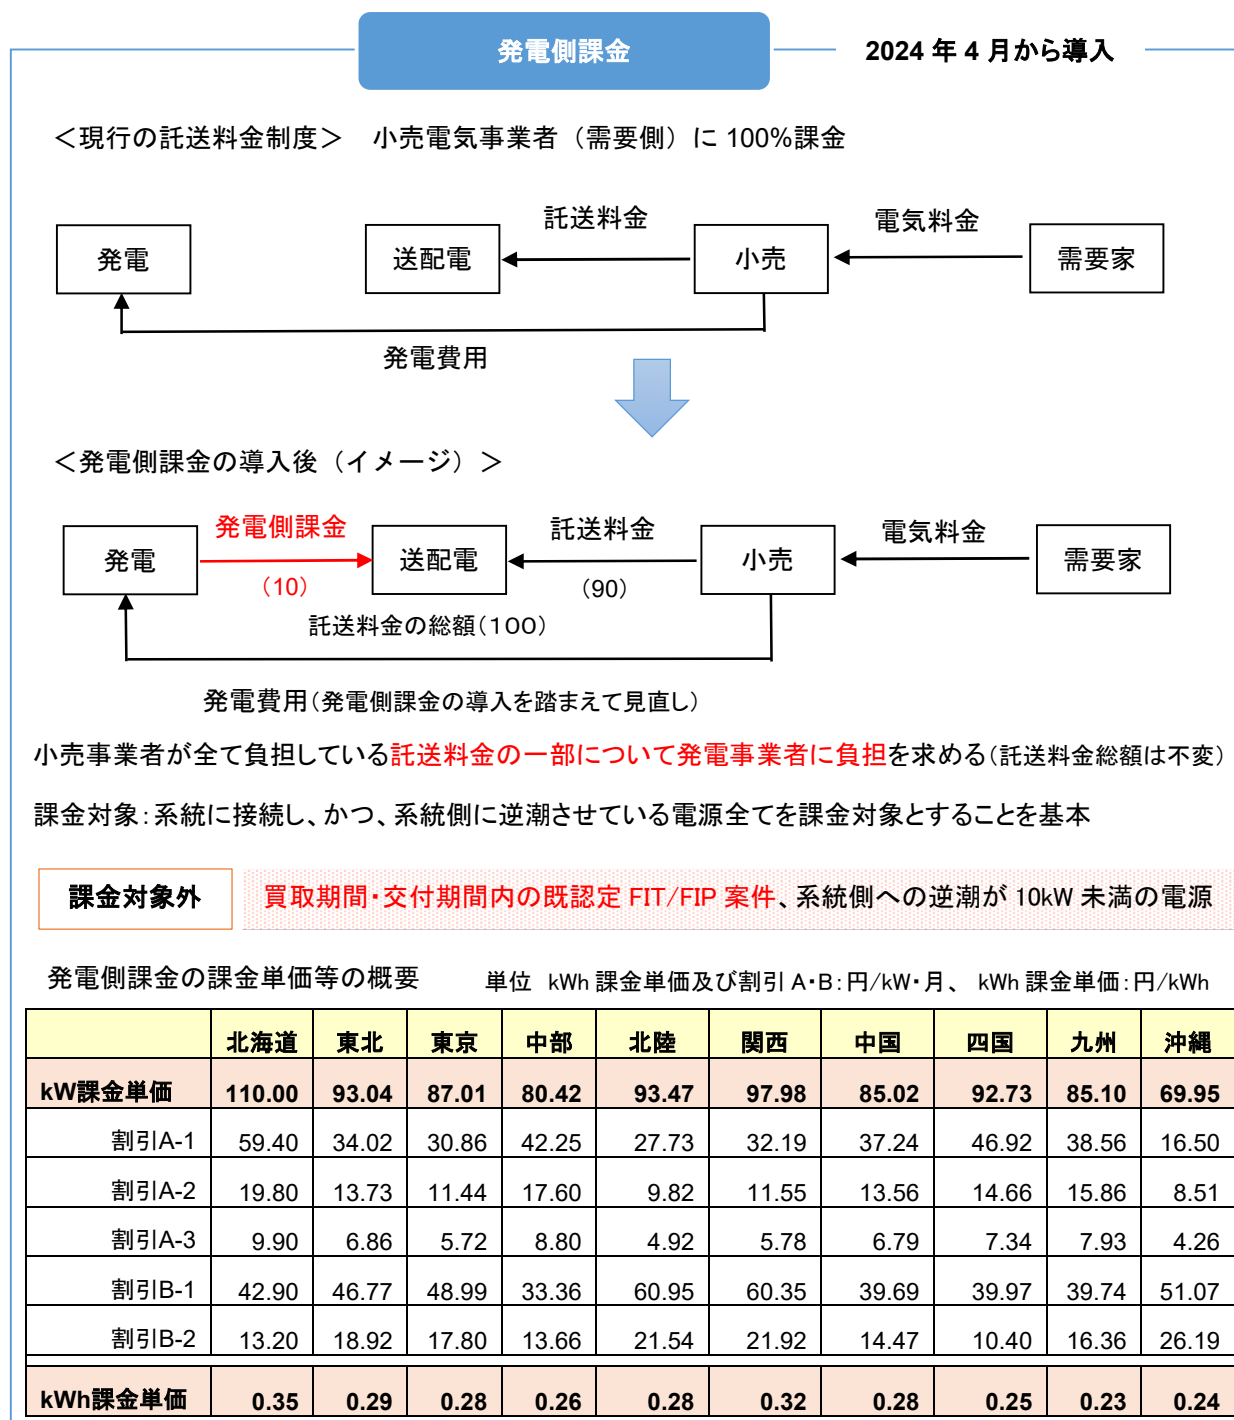 発電側課金
2024 年 4 月から導入
＜現行の託送料金制度＞ 小売電気事業者（需要側）に 100%課金
託送料金 電気料金
発電 送配電 小売 需要家
発電費用
＜発電側課金の導入後（イメージ）＞
発電側課金 託送料金 電気料金
発電 送配電 小売 需要家
（10） （90）
託送料金の総額（１００）
発電費用（発電側課金の導入を踏まえて見直し）
小売事業者が全て負担している託送料金の一部について発電事業者に負担を求める（託送料金総額は不変）
課金対象：系統に接続し、かつ、系統側に逆潮させている電源全てを課金対象とすることを基本
課金対象外 買取期間・交付期間内の既認定 FIT/FIP 案件、系統側への逆潮が 10kW 未満の電源
発電側課金の課金単価等の概要 単位 kWh 課金単価及び割引 A・B：円/kW・月、 kWh 課金単価：円/kWh
北海道 東北 東京 中部 北陸 関西 中国 四国 九州 沖縄
kW課金単価 110.00 93.04 87.01 80.42 93.47 97.98 85.02 92.73 85.10 69.95
割引A-1 59.40 34.02 30.86 42.25 27.73 32.19 37.24 46.92 38.56 16.50
割引A-2 19.80 13.73 11.44 17.60 9.82 11.55 13.56 14.66 15.86 8.51
割引A-3 9.90 6.86 5.72 8.80 4.92 5.78 6.79 7.34 7.93 4.26
割引B-1 42.90 46.77 48.99 33.36 60.95 60.35 39.69 39.97 39.74 51.07
割引B-2 13.20 18.92 17.80 13.66 21.54 21.92 14.47 10.40 16.36 26.19
kWh課金単価 0.35 0.29 0.28 0.26 0.28 0.32 0.28 0.25 0.23 0.24